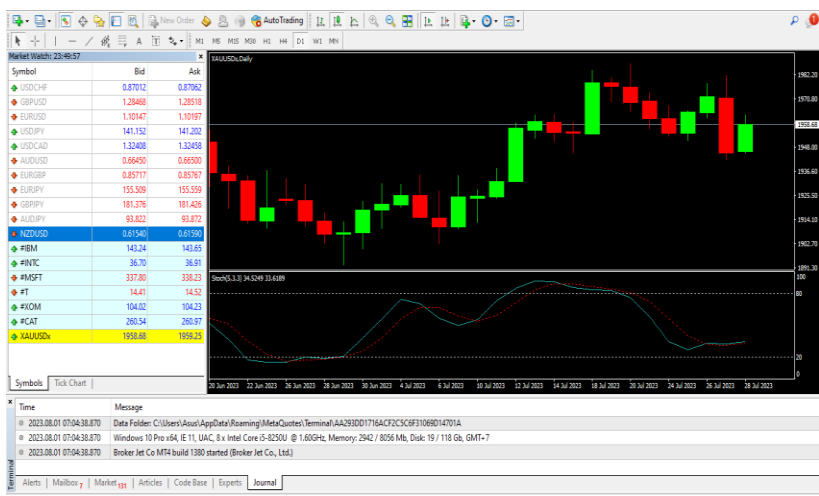 New Order AutoTrading
A T M1 M5 M15 M30 H1 H4 D1 W1 MN
Market Watch: 23:49:57 x
Symbol Bid Ask
USDCHF 0.87012 0.87062
GBPUSD 1.28468 1.28518
EURUSD 1.10147 1.10197
USDJPY 141.152 141.202
USDCAD 1.32408 1.32458
AUDUSD 0.66450 0.66500
EURGBP 0.85717 0.85767
EURJPY 155.509 155.559
GBPJPY 181.376 181.426
AUDJPY 93.822 93.872
NZDUSD 0.61540 0.61590
#IBM 143.24 143.65
#INTC 36.70 36.91
#MSFT 337.80 338.23
#T 14.41 14.52
#XOM 104.02 104.23
#CAT 260.54 260.97
XAUUSDx 1958.68 1959.25
Symbols Tick Chart
XAUUSDx,Daily
1982.20
1970.80
1958.68
1948.00
1936.60
1925.50
1914.10
1902.70
1891.30
Stoch(5,3,3) 34.5249 33.6189
100
80
20
0
20 Jun 2023 22 Jun 2023 26 Jun 2023 28 Jun 2023 30 Jun 2023 4 Jul 2023 6 Jul 2023 10 Jul 2023 12 Jul 2023 14 Jul 2023 18 Jul 2023 20 Jul 2023 24 Jul 2023 26 Jul 2023 28 Jul 2023
Time Message
2023.08.01 07:04:38.870 Data Folder: C:\Users\Asus\AppData\Roaming\MetaQuotes\Terminal\AA293DD1716ACF2C5C6F31069D14701A
2023.08.01 07:04:38.870 Windows 10 Pro x64, IE 11, UAC, 8 x Intel Core i5-8250U @ 1.60GHz, Memory: 2942 / 8056 Mb, Disk: 19 / 118 Gb, GMT+7
2023.08.01 07:04:38.870 Broker Jet Co MT4 build 1380 started (Broker Jet Co., Ltd.)
Terminal
Alerts Mailbox 7 Market 131 Articles Code Base Experts Journal